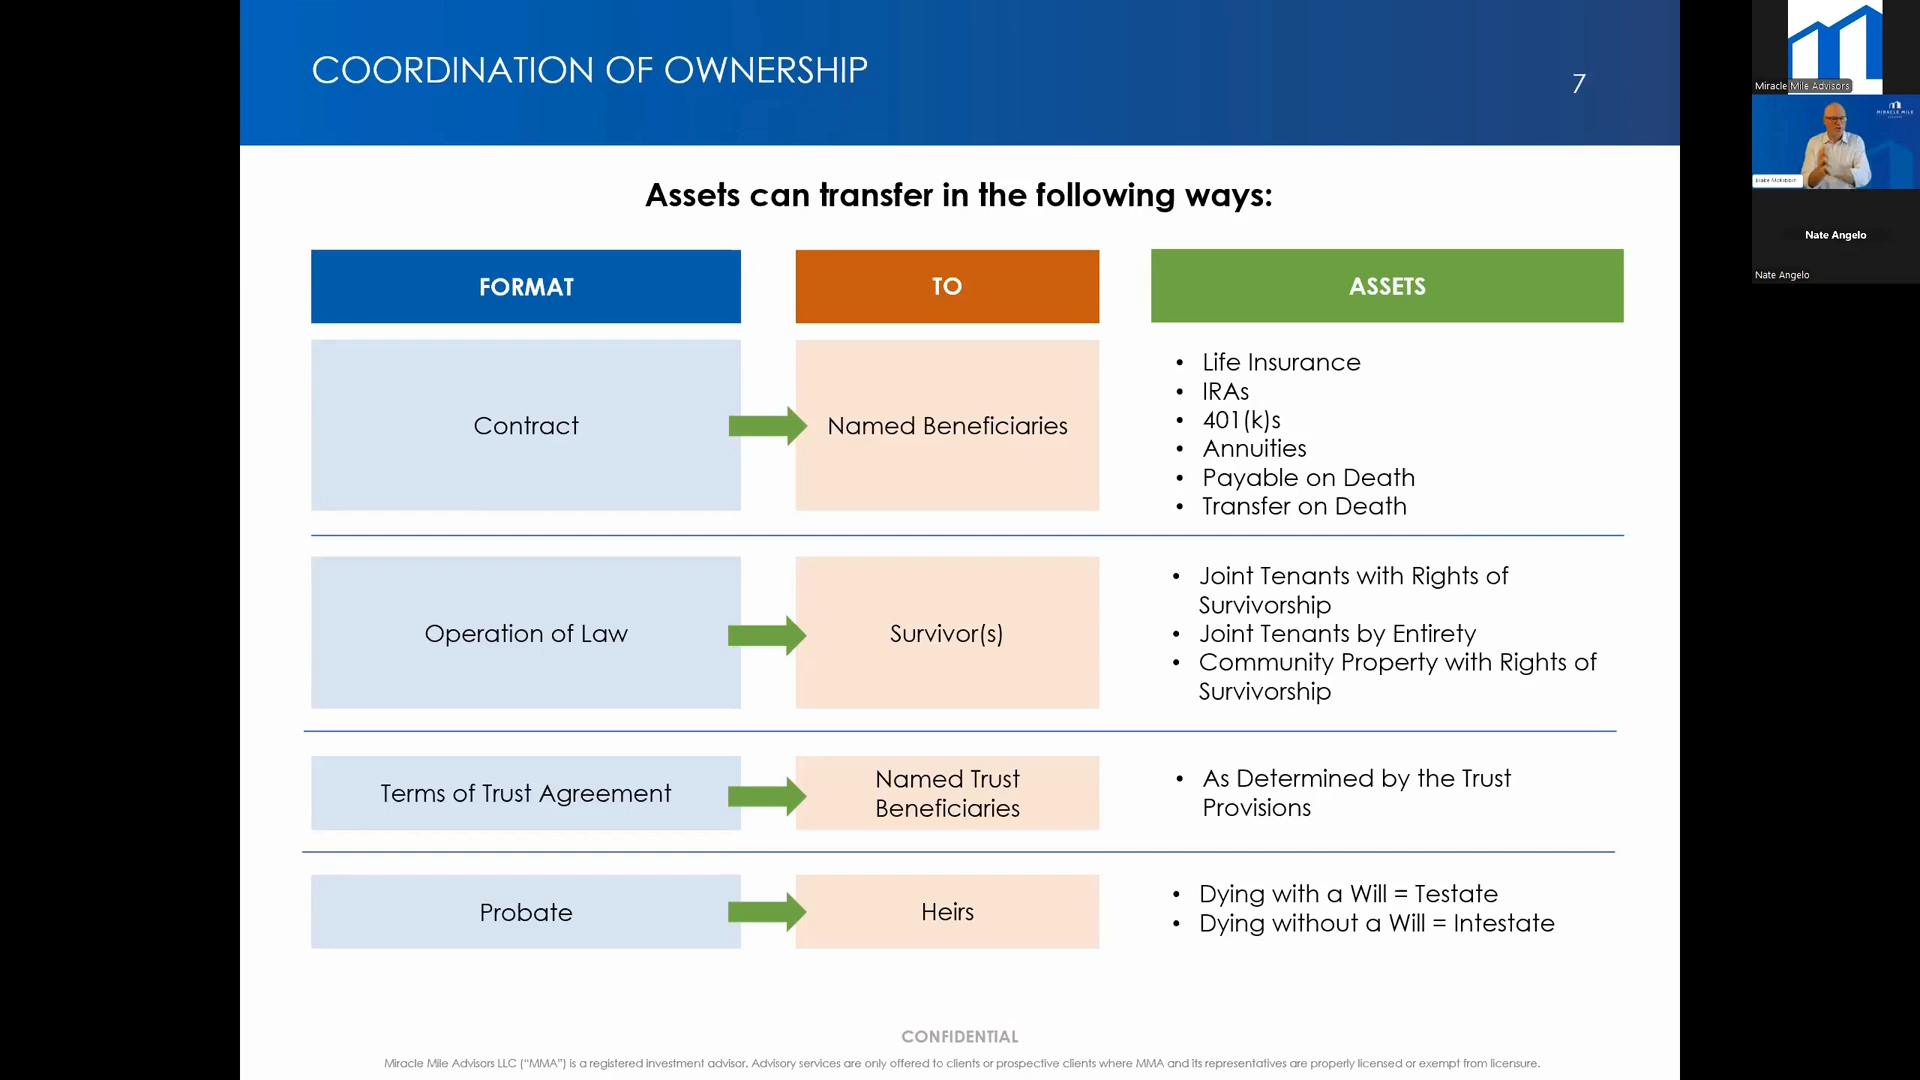 COORDINATION OF OWNERSHIP
7
Assets can transfer in the following ways:
FORMAT
TO
ASSETS
Contract
Named Beneficiaries
• Life Insurance
• IRAs
• 401(k)s
• Annuities
• Payable on Death
• Transfer on Death
Operation of Law
Survivor(s)
• Joint Tenants with Rights of
Survivorship
• Joint Tenants by Entirety
• Community Property with Rights of
Survivorship
Terms of Trust Agreement
Named Trust
Beneficiaries
• As Determined by the Trust
Provisions
Probate
Heirs
• Dying with a Will = Testate
• Dying without a Will = Intestate
CONFIDENTIAL
Miracle Mile Advisors LLC (“MMA”) is a registered investment advisor. Advisory services are only offered to clients or prospective clients where MMA and its representatives are properly licensed or exempt from licensure.
Miracle Mile Advisors
MIRACLE MILE
Blake McKibbin
Nate Angelo
Nate Angelo